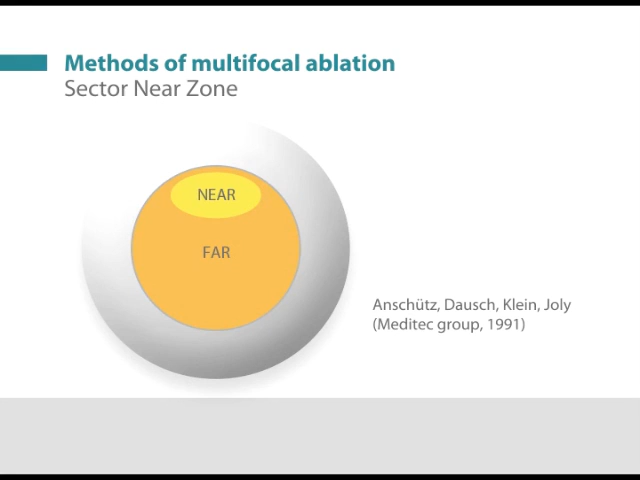 Methods of multifocal ablation
Sector Near Zone
NEAR
FAR
Anschütz, Dausch, Klein, Joly
(Meditec group, 1991)